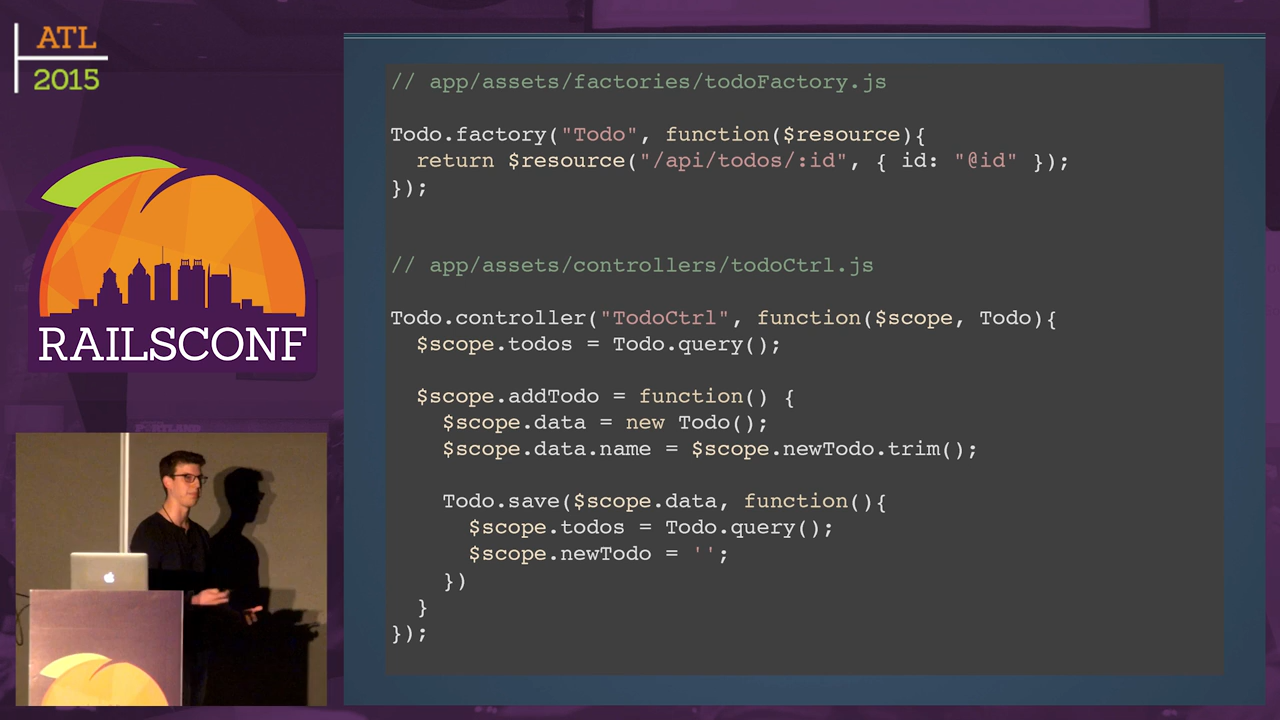 ATL
2015
RAILSCONF
// app/assets/factories/todoFactory.js
Todo.factory("Todo", function($resource){
  return $resource("/api/todos/:id", { id: "@id" });
});
// app/assets/controllers/todoCtrl.js
Todo.controller("TodoCtrl", function($scope, Todo){
  $scope.todos = Todo.query();
  $scope.addTodo = function() {
    $scope.data = new Todo();
    $scope.data.name = $scope.newTodo.trim();
    Todo.save($scope.data, function(){
      $scope.todos = Todo.query();
      $scope.newTodo = '';
    })
  }
});
PORTLAND